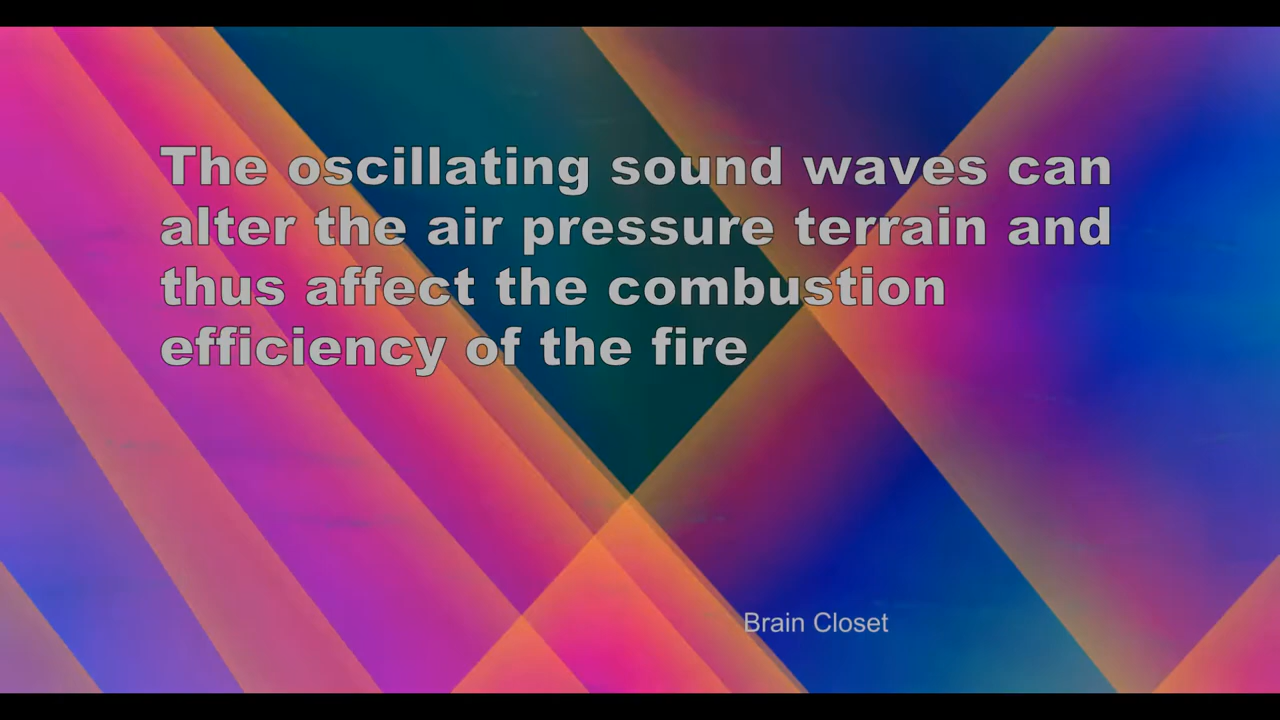 The oscillating sound waves can
alter the air pressure terrain and
thus affect the combustion
efficiency of the fire
Brain Closet